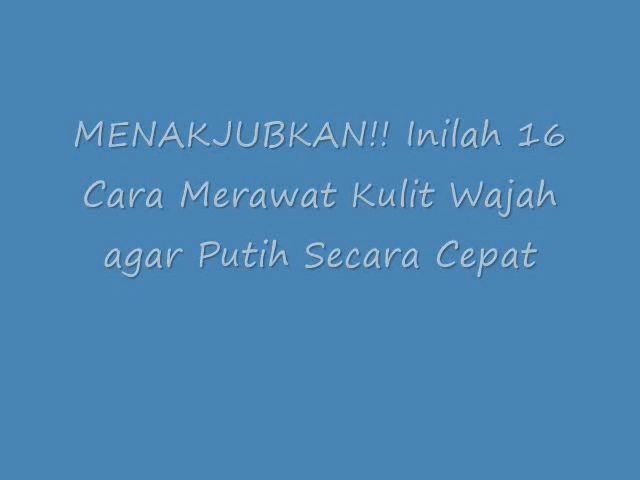 MENAKJUBKAN!! Inilah 16
Cara Merawat Kulit Wajah
agar Putih Secara Cepat